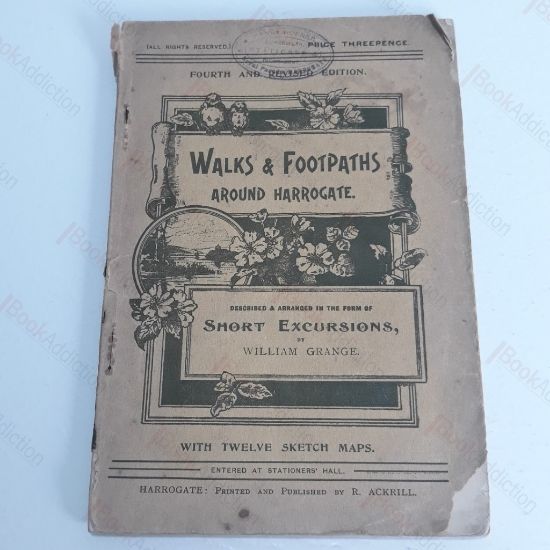 [ALL RIGHTS RESERVED.] PRICE THREEPENCE.
FOURTH AND REVISED EDITION.
WALKS & FOOTPATHS
AROUND HARROGATE.
DESCRIBED & ARRANGED IN THE FORM OF
SHORT EXCURSIONS,
BY
WILLIAM GRANGE.
WITH TWELVE SKETCH MAPS.
ENTERED AT STATIONERS' HALL.
HARROGATE: PRINTED AND PUBLISHED BY R. ACKRILL.
BookAddiction